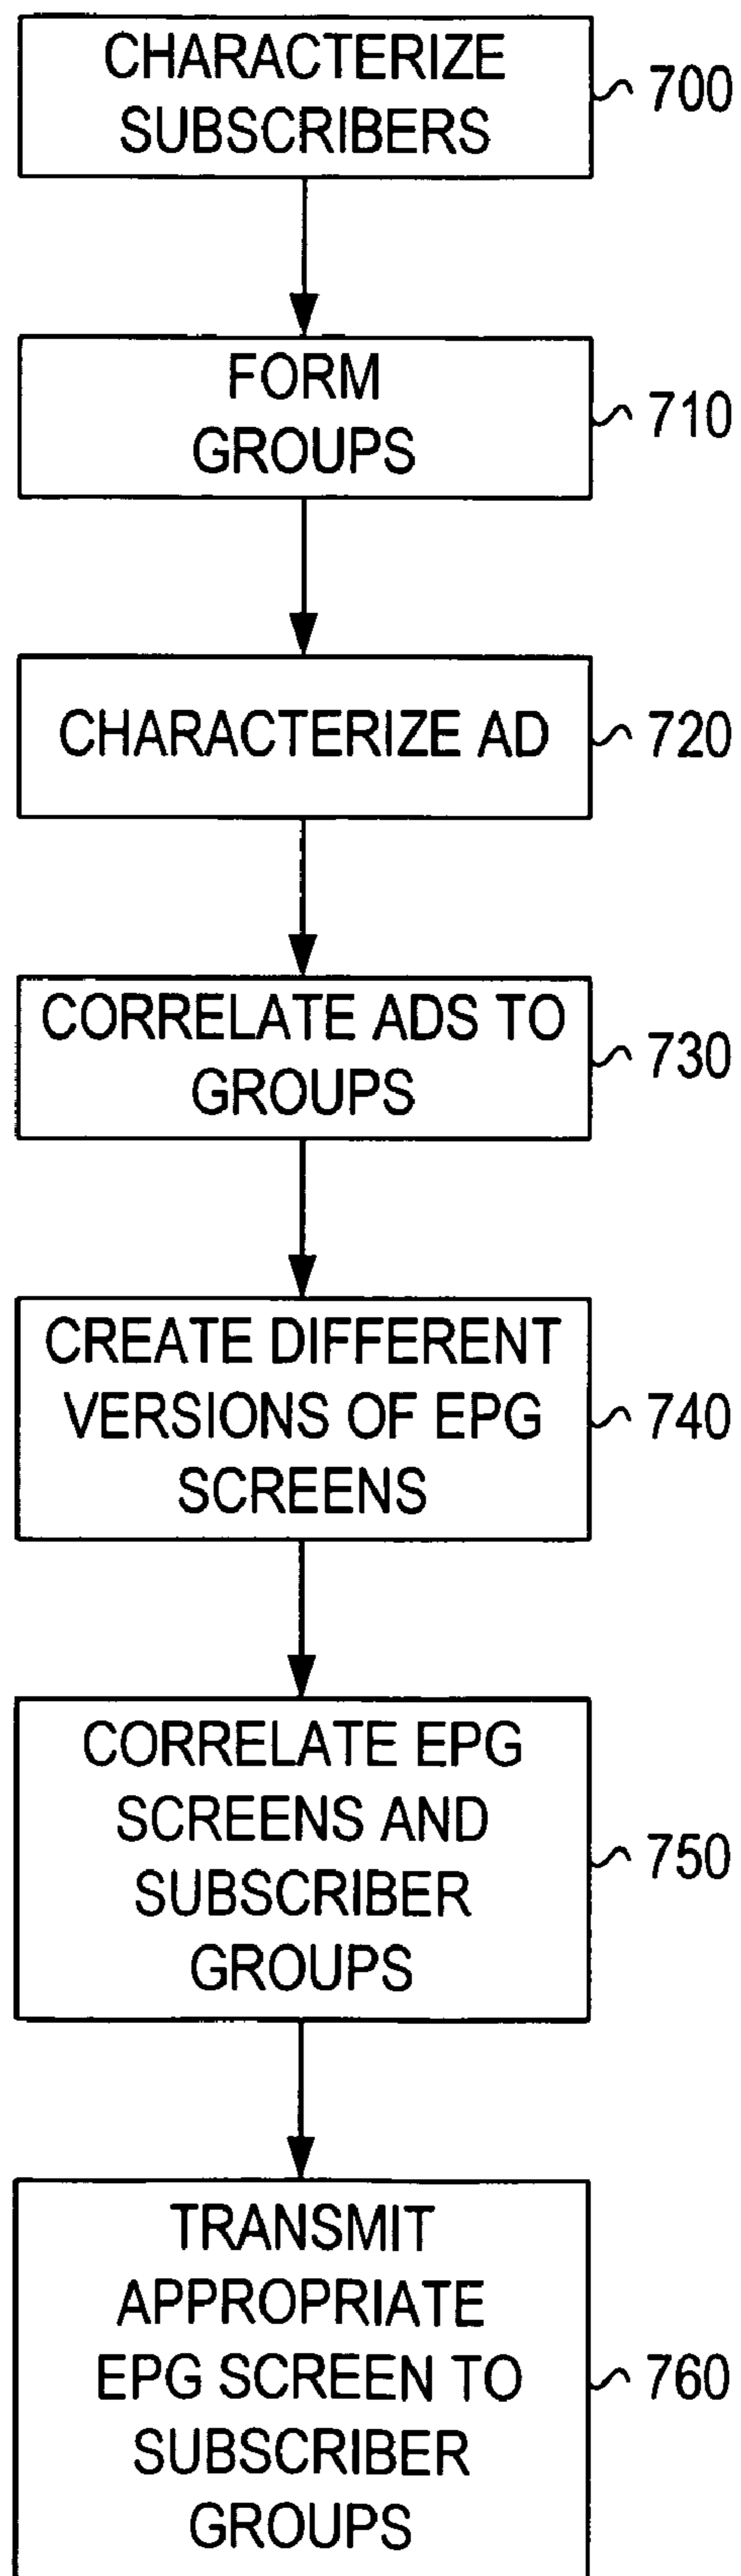 CHARACTERIZE
SUBSCRIBERS
700
FORM
GROUPS
710
CHARACTERIZE AD
720
CORRELATE ADS TO
GROUPS
730
CREATE DIFFERENT
VERSIONS OF EPG
SCREENS
740
CORRELATE EPG
SCREENS AND
SUBSCRIBER
GROUPS
750
TRANSMIT
APPROPRIATE
EPG SCREEN TO
SUBSCRIBER
GROUPS
760